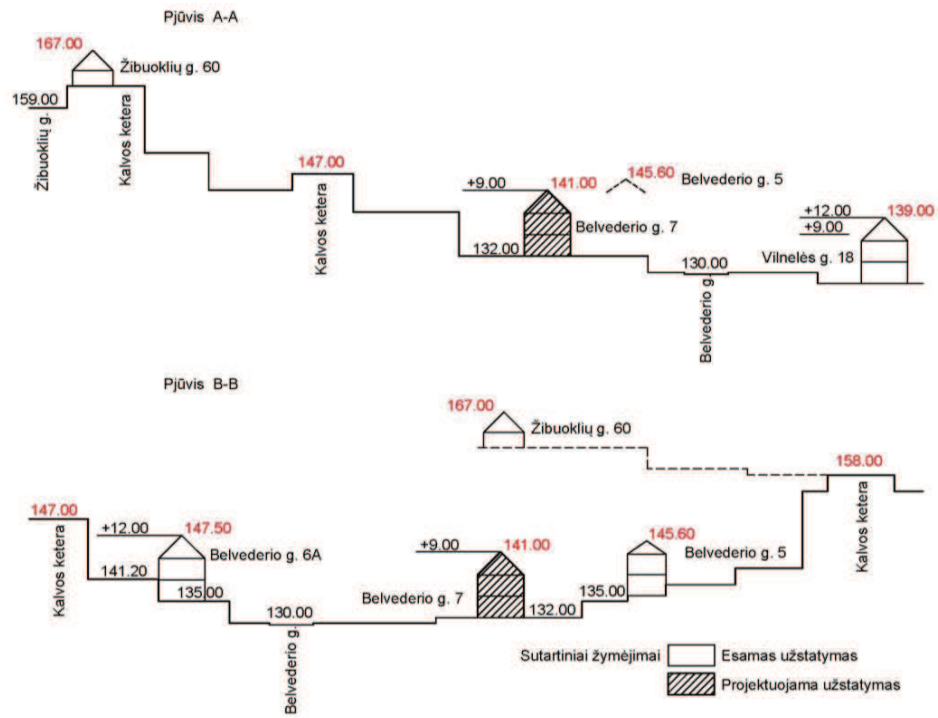 Pjūvis A-A
167.00
Žibuoklių g. 60
159.00
Žibuoklių g.
Kalvos ketera
147.00
Kalvos ketera
+9.00
141.00
145.60
Belvederio g. 5
Belvederio g. 7
132.00
130.00
Belvederio g.
+12.00
139.00
+9.00
Vilnelės g. 18
Pjūvis B-B
167.00
Žibuoklių g. 60
158.00
Kalvos ketera
147.00
Kalvos ketera
+12.00
147.50
Belvederio g. 6A
141.20
135.00
130.00
Belvederio g.
+9.00
141.00
Belvederio g. 7
132.00
145.60
Belvederio g. 5
135.00
Sutartiniai žymėjimai
Esamas užstatymas
Projektuojama užstatymas